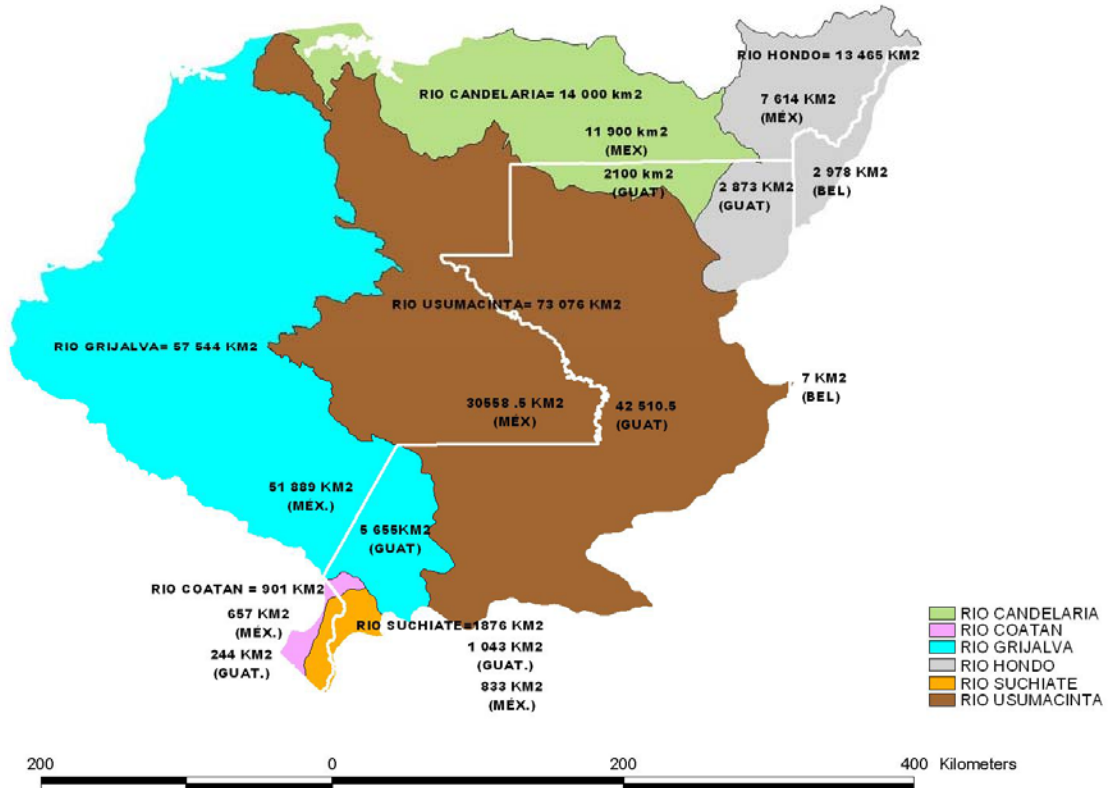 RIO HONDO= 13 465 KM2
RIO CANDELARIA= 14 000 km2
7 614 KM2
(MÉX)
11 900 km2
(MEX)
2100 km2
(GUAT)
2 873 KM2
(GUAT)
2 978 KM2
(BEL)
RIO USUMACINTA= 73 076 KM2
RIO GRIJALVA= 57 544 KM2
7 KM2
(BEL)
30558 .5 KM2
(MÉX)
42 510.5
(GUAT)
51 889 KM2
(MÉX.)
5 655KM2
(GUAT)
RIO COATAN = 901 KM2
657 KM2
(MÉX.)
244 KM2
(GUAT.)
RIO SUCHIATE=1876 KM2
1 043 KM2
(GUAT.)
833 KM2
(MÉX.)
RIO CANDELARIA
RIO COATAN
RIO GRIJALVA
RIO HONDO
RIO SUCHIATE
RIO USUMACINTA
200 0 200 400 Kilometers